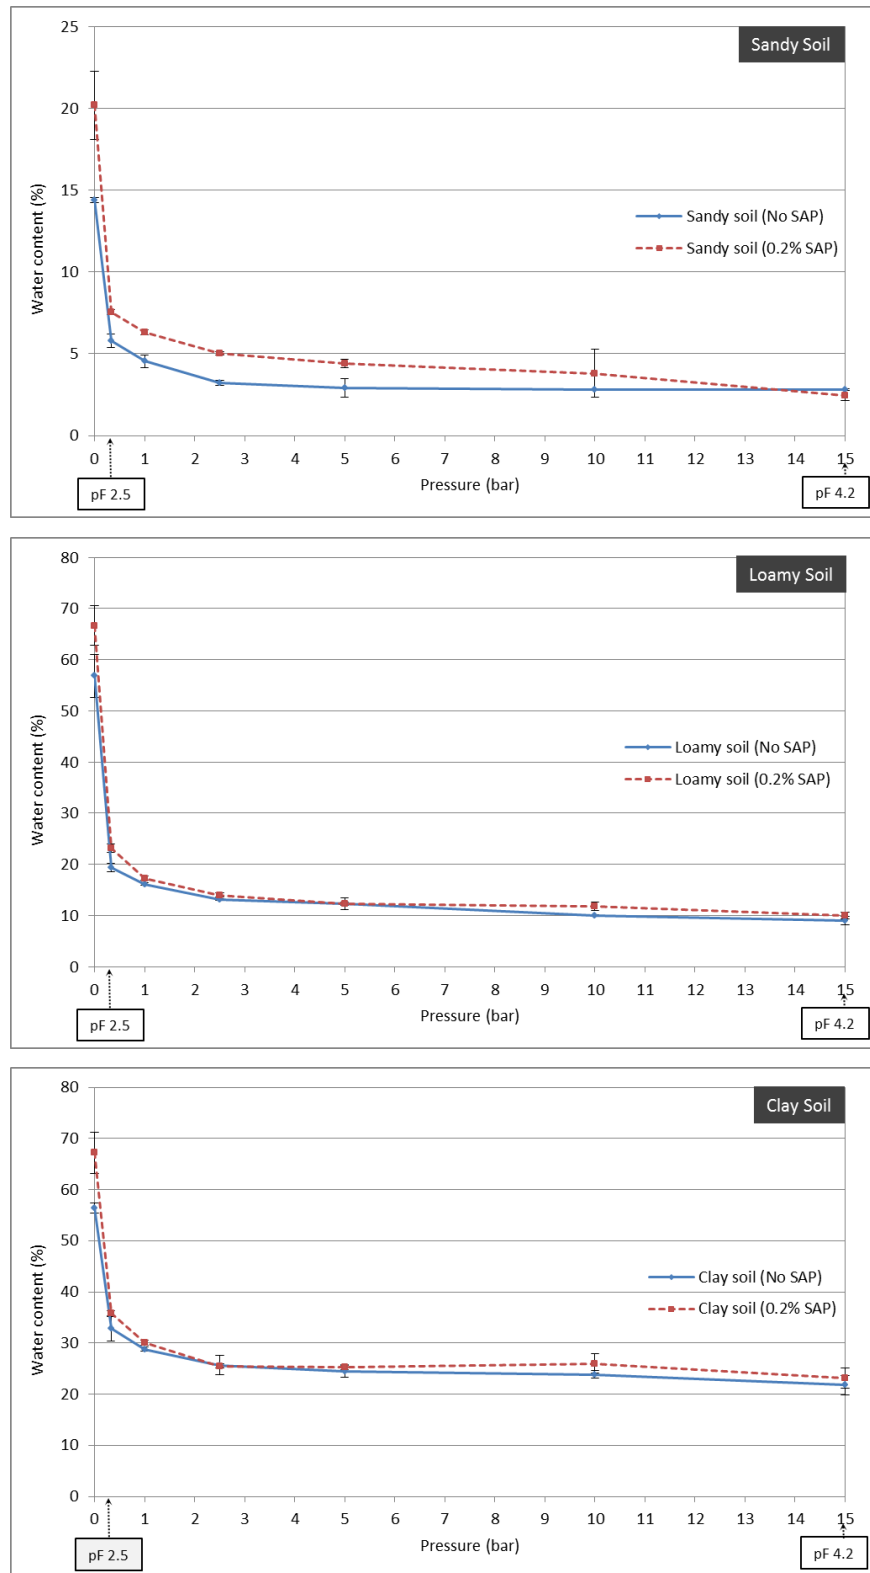 Sandy Soil
25
20
15
10
5
0
Water content (%)
Sandy soil (No SAP)
Sandy soil (0.2% SAP)
0 1 2 3 4 5 6 7 8 9 10 11 12 13 14 15
Pressure (bar)
pF 2.5
pF 4.2
Loamy Soil
80
70
60
50
40
30
20
10
0
Water content (%)
Loamy soil (No SAP)
Loamy soil (0.2% SAP)
0 1 2 3 4 5 6 7 8 9 10 11 12 13 14 15
Pressure (bar)
pF 2.5
pF 4.2
Clay Soil
80
70
60
50
40
30
20
10
0
Water content (%)
Clay soil (No SAP)
Clay soil (0.2% SAP)
0 1 2 3 4 5 6 7 8 9 10 11 12 13 14 15
Pressure (bar)
pF 2.5
pF 4.2